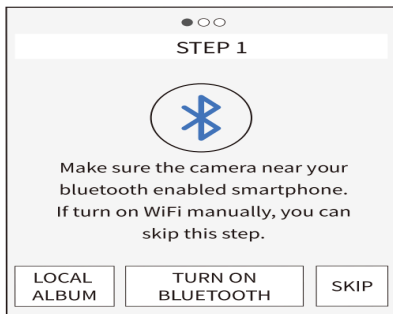 STEP 1
Make sure the camera near your
bluetooth enabled smartphone.
If turn on WiFi manually, you can
skip this step.
LOCAL
ALBUM
TURN ON
BLUETOOTH
SKIP